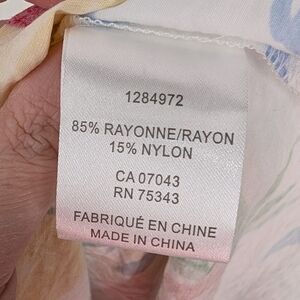 1284972
85% RAYONNE/RAYON
15% NYLON
CA 07043
RN 75343
FABRIQUÉ EN CHINE
MADE IN CHINA